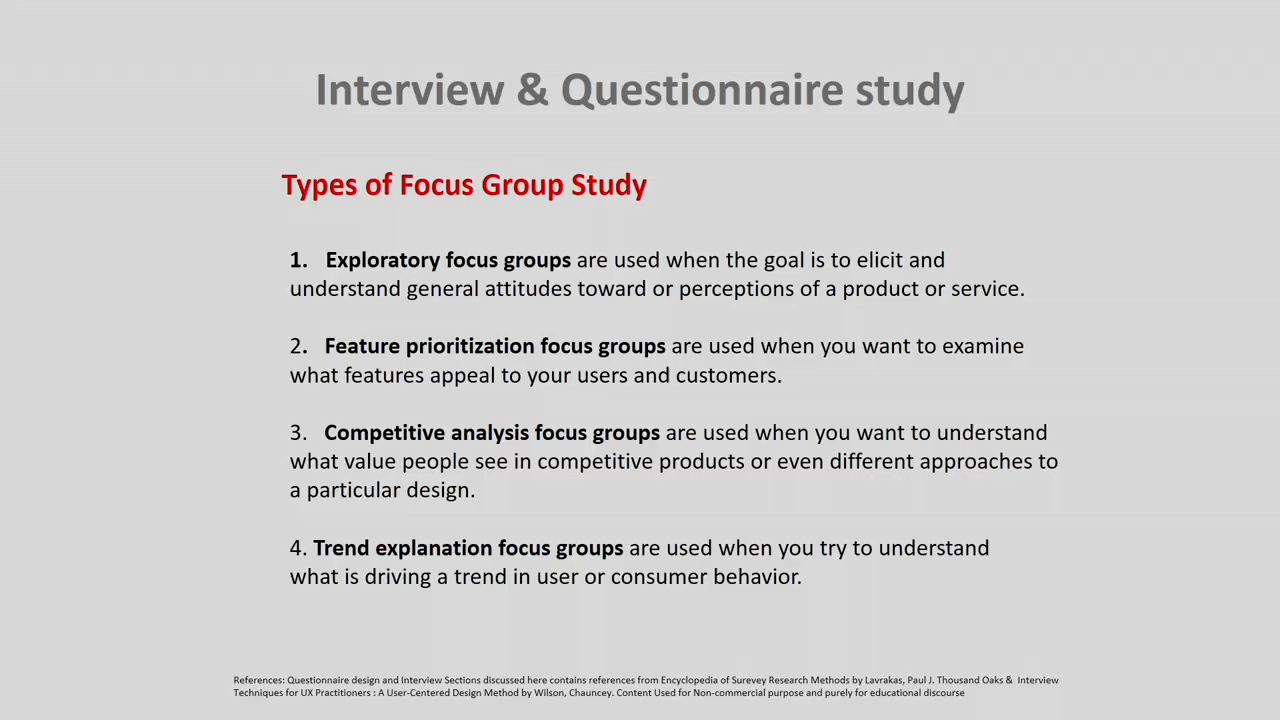 Interview & Questionnaire study
Types of Focus Group Study
1. Exploratory focus groups are used when the goal is to elicit and
understand general attitudes toward or perceptions of a product or service.
2. Feature prioritization focus groups are used when you want to examine
what features appeal to your users and customers.
3. Competitive analysis focus groups are used when you want to understand
what value people see in competitive products or even different approaches to
a particular design.
4. Trend explanation focus groups are used when you try to understand
what is driving a trend in user or consumer behavior.
References: Questionnaire design and Interview Sections discussed here contains references from Encyclopedia of Surevey Research Methods by Lavrakas, Paul J. Thousand Oaks & Interview
Techniques for UX Practitioners : A User-Centered Design Method by Wilson, Chauncey. Content Used for Non-commercial purpose and purely for educational discourse